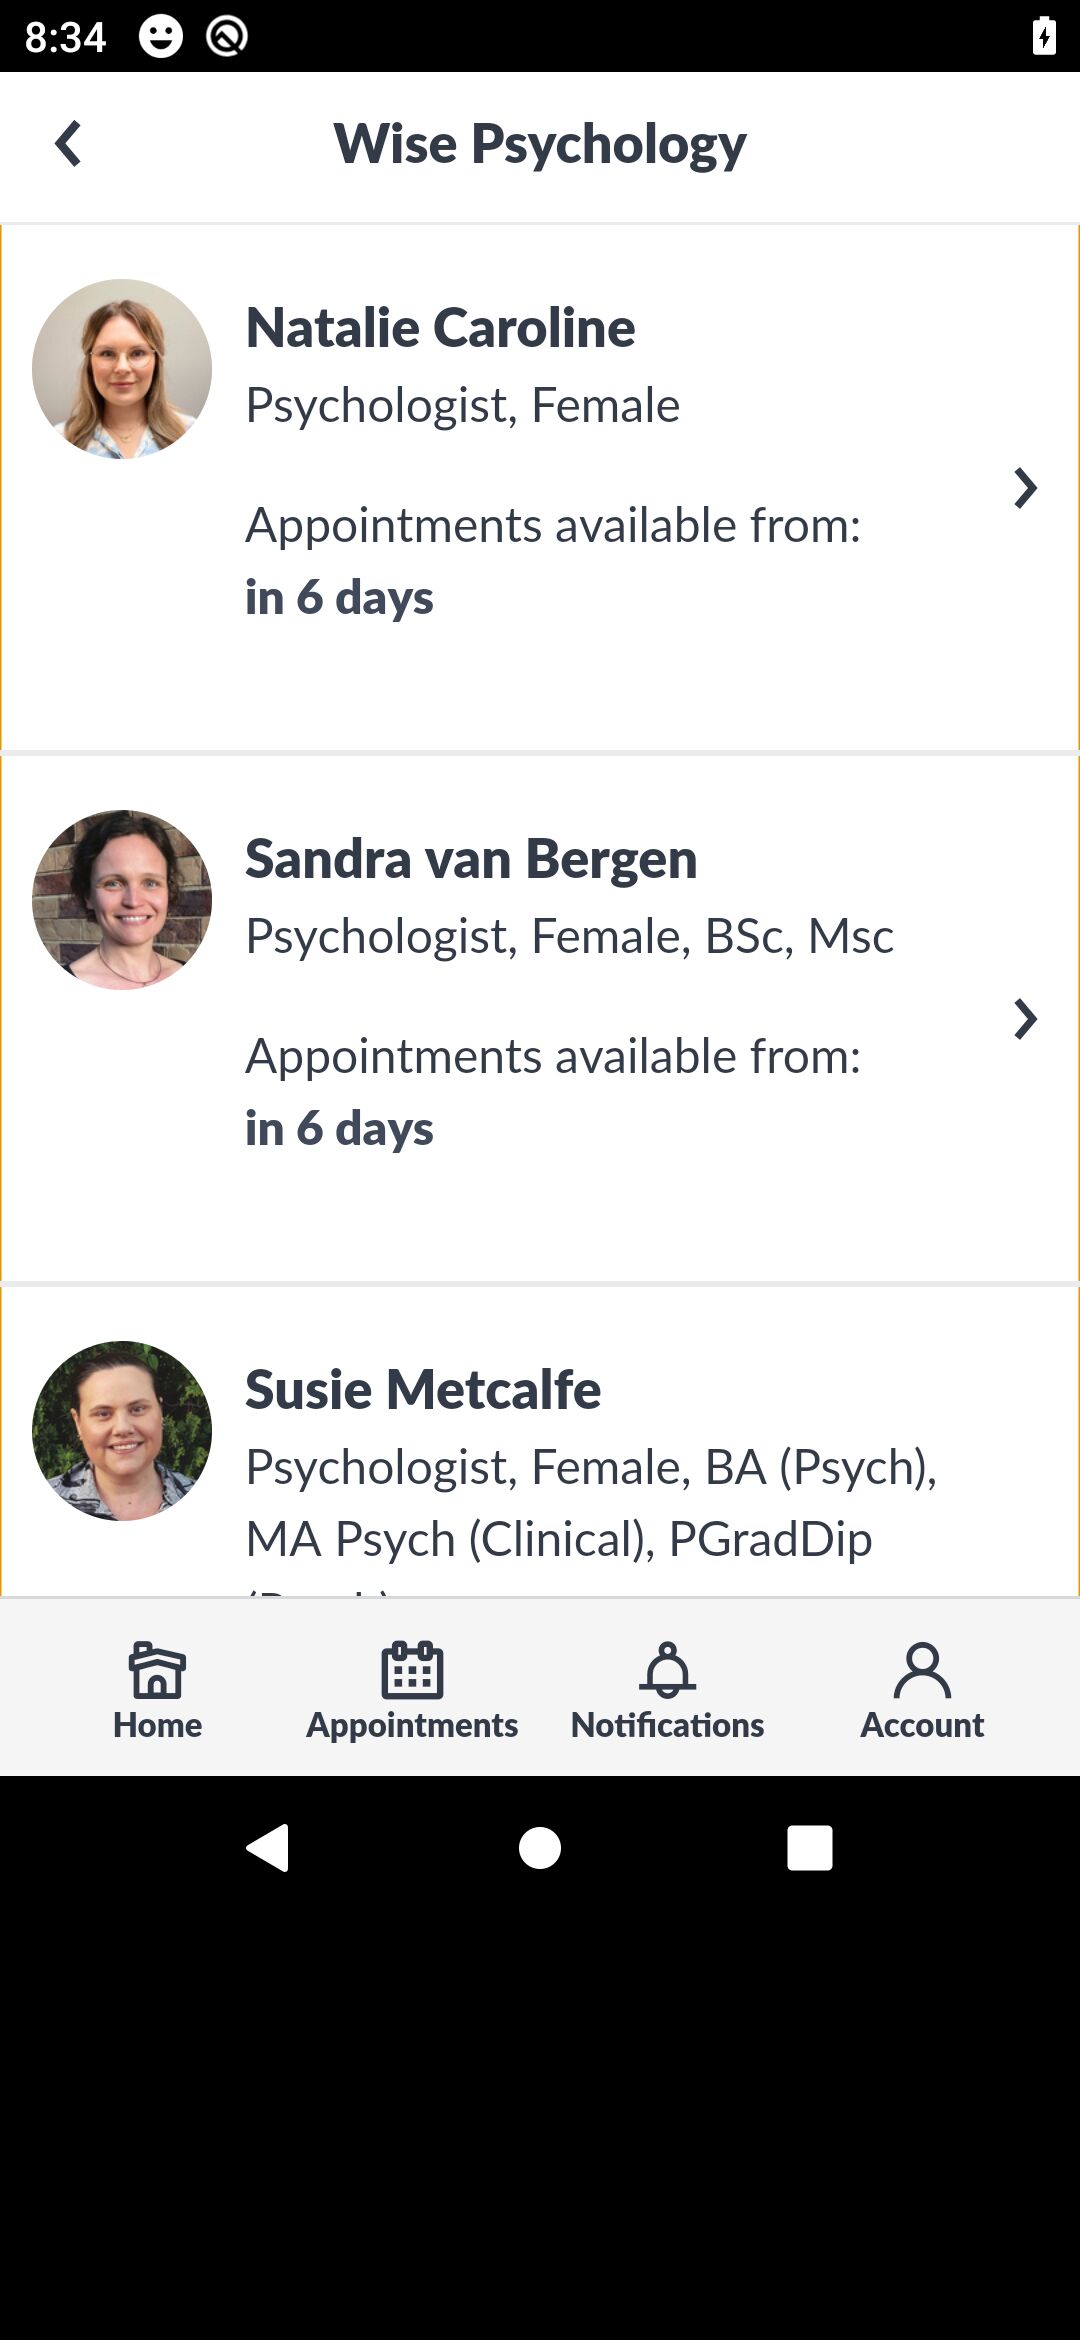 8:34
Wise Psychology
Natalie Caroline
Psychologist, Female
Appointments available from:
in 6 days
Sandra van Bergen
Psychologist, Female, BSc, Msc
Appointments available from:
in 6 days
Susie Metcalfe
Psychologist, Female, BA (Psych),
MA Psych (Clinical), PGradDip
Home
Appointments
Notifications
Account